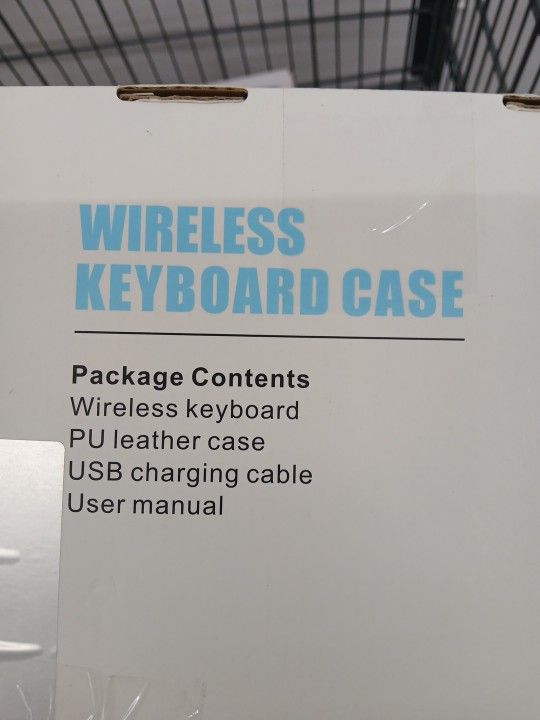 WIRELESS
KEYBOARD CASE
Package Contents
Wireless keyboard
PU leather case
USB charging cable
User manual